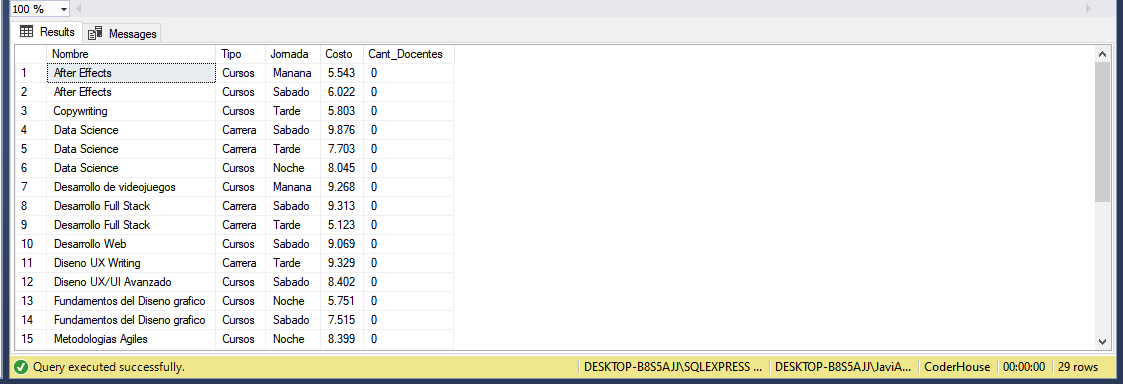 100 %
Results Messages
Nombre Tipo Jornada Costo Cant_Docentes
1 After Effects Cursos Manana 5.543 0
2 After Effects Cursos Sabado 6.022 0
3 Copywriting Cursos Tarde 5.803 0
4 Data Science Carrera Sabado 9.876 0
5 Data Science Carrera Tarde 7.703 0
6 Data Science Cursos Noche 8.045 0
7 Desarrollo de videojuegos Cursos Manana 9.268 0
8 Desarrollo Full Stack Carrera Sabado 9.313 0
9 Desarrollo Full Stack Carrera Tarde 5.123 0
10 Desarrollo Web Cursos Sabado 9.069 0
11 Diseno UX Writing Carrera Tarde 9.329 0
12 Diseno UX/UI Avanzado Cursos Sabado 8.402 0
13 Fundamentos del Diseno grafico Cursos Noche 5.751 0
14 Fundamentos del Diseno grafico Cursos Sabado 7.515 0
15 Metodologias Agiles Cursos Noche 8.399 0
Query executed successfully. DESKTOP-B8S5AJJ\SQLEXPRESS ... DESKTOP-B8S5AJJ\JaviA... CoderHouse 00:00:00 29 rows